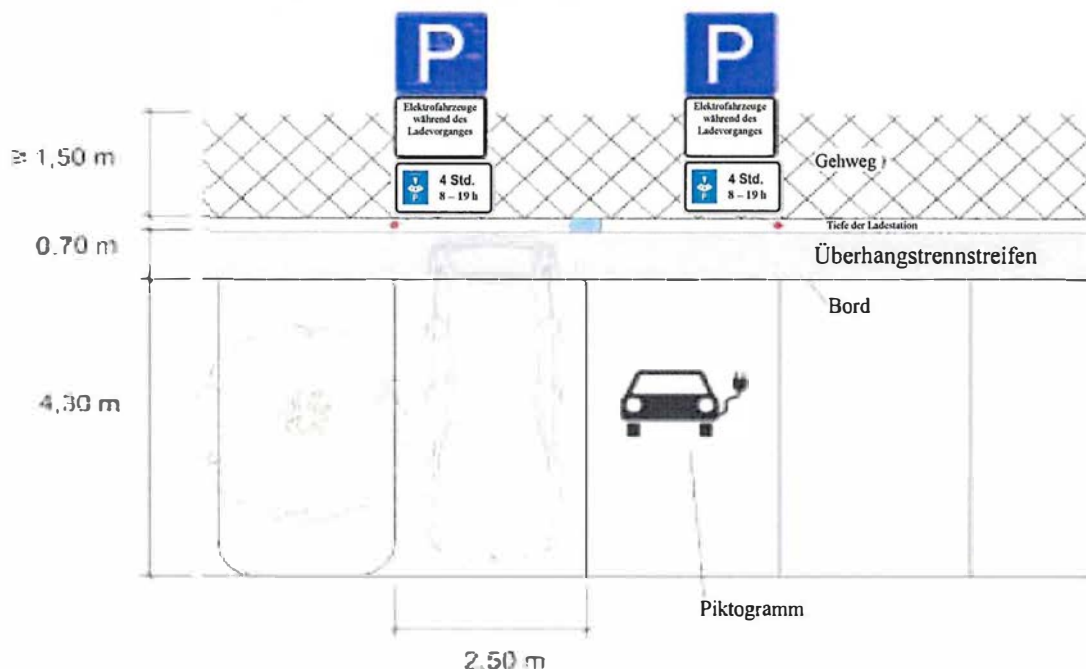 P
P
Elektrofahrzeuge
während des
Ladevorganges
Elektrofahrzeuge
während des
Ladevorganges
4 Std.
8 – 19 h
P
4 Std.
8 – 19 h
P
≥ 1,50 m
Gehweg )
Tiefe der Ladestation
0,70 m
Überhangstrennstreifen
Bord
4,30 m
Piktogramm
2,50 m